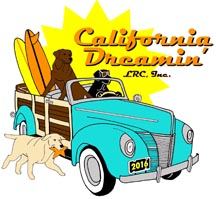 California
Dreamin'
LRC, Inc.
2016